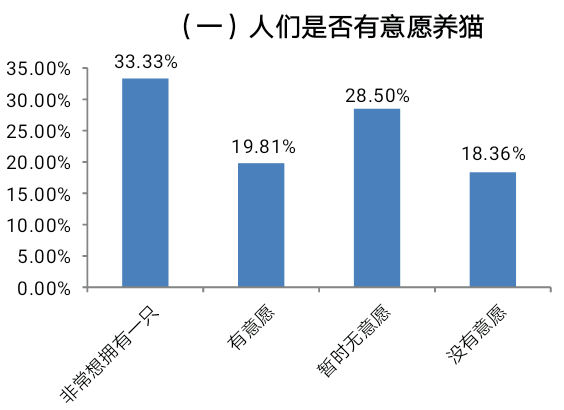 （一）人们是否有意愿养猫
33.33%
19.81%
28.50%
18.36%
35.00%
30.00%
25.00%
20.00%
15.00%
10.00%
5.00%
0.00%
非常想拥有一只
有意愿
暂时无意愿
没有意愿